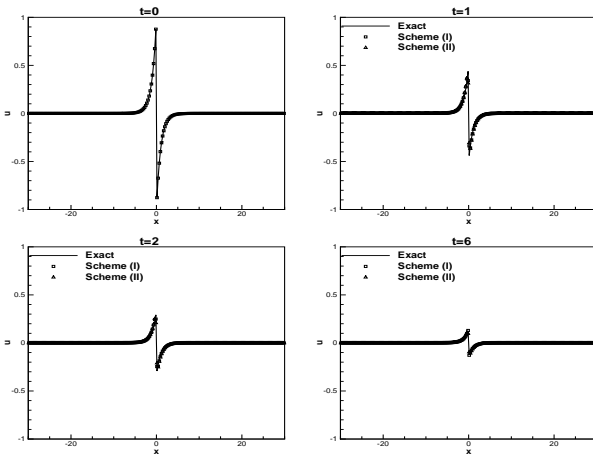 t=0
1
0.5
0
-0.5
-1
u
-20
0
20
x
t=1
Exact
Scheme (I)
Scheme (II)
1
0.5
0
-0.5
-1
u
-20
0
20
x
t=2
Exact
Scheme (I)
Scheme (II)
1
0.5
0
-0.5
-1
u
-20
0
20
x
t=6
Exact
Scheme (I)
Scheme (II)
1
0.5
0
-0.5
-1
u
-20
0
20
x